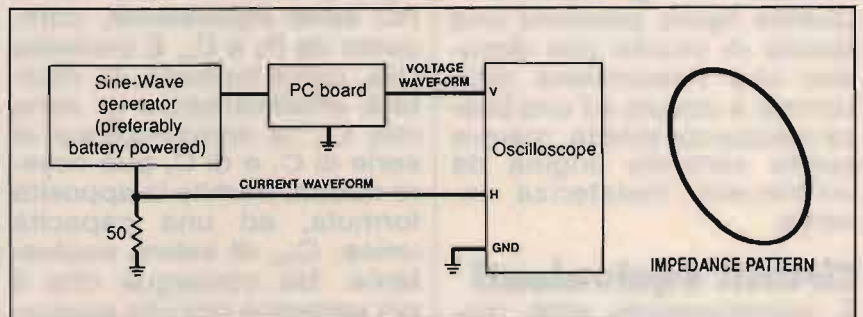 Sine-Wave
generator
(preferably
battery powered)
PC board
VOLTAGE
WAVEFORM
V
Oscilloscope
CURRENT WAVEFORM
H
50
GND
IMPEDANCE PATTERN